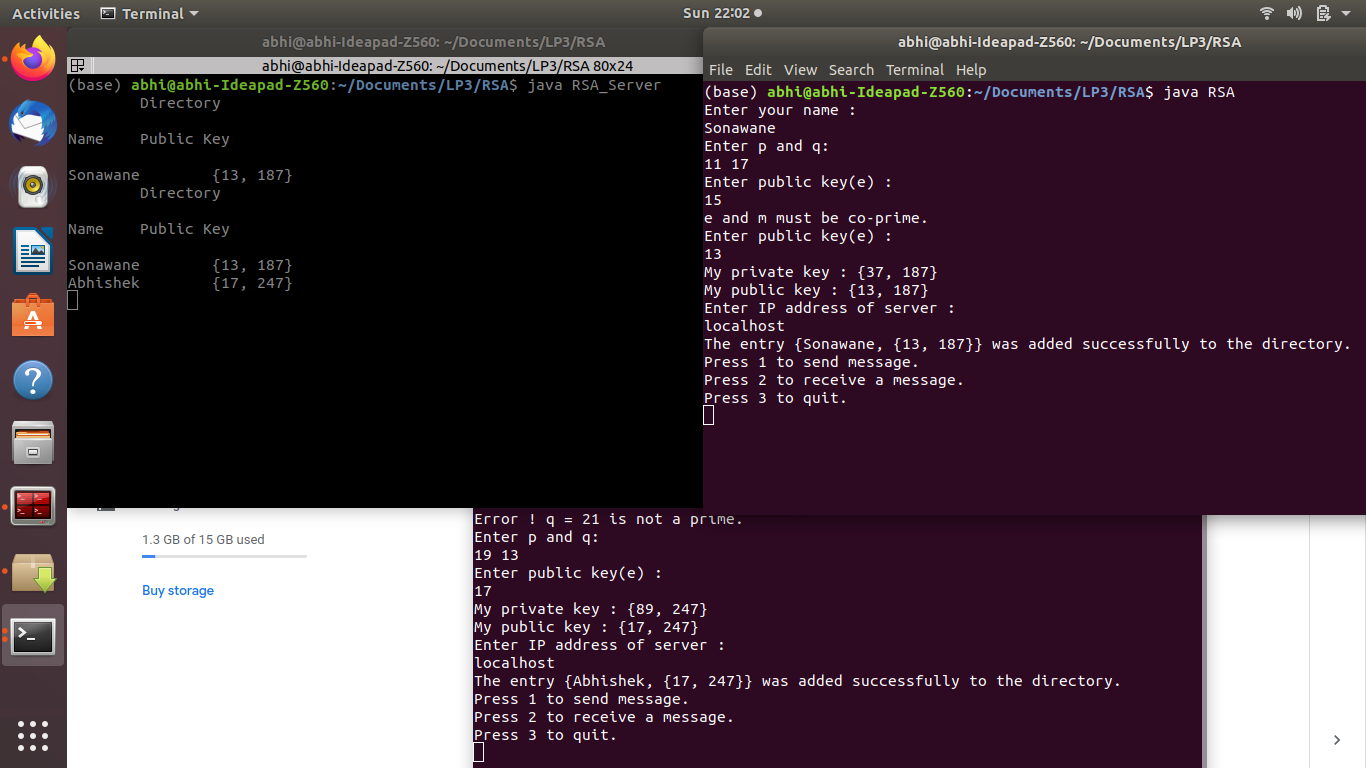 Activities Terminal Sun 22:02
abhi@abhi-Ideapad-Z560: ~/Documents/LP3/RSA
abhi@abhi-Ideapad-Z560: ~/Documents/LP3/RSA 80x24
(base) abhi@abhi-Ideapad-Z560:~/Documents/LP3/RSA$ java RSA_Server
Directory
Name Public Key
Sonawane {13, 187}
Directory
Name Public Key
Sonawane {13, 187}
Abhishek {17, 247}
abhi@abhi-Ideapad-Z560: ~/Documents/LP3/RSA
File Edit View Search Terminal Help
(base) abhi@abhi-Ideapad-Z560:~/Documents/LP3/RSA$ java RSA
Enter your name :
Sonawane
Enter p and q:
11 17
Enter public key(e) :
15
e and m must be co-prime.
Enter public key(e) :
13
My private key : {37, 187}
My public key : {13, 187}
Enter IP address of server :
localhost
The entry {Sonawane, {13, 187}} was added successfully to the directory.
Press 1 to send message.
Press 2 to receive a message.
Press 3 to quit.
1.3 GB of 15 GB used
Buy storage
Error ! q = 21 is not a prime.
Enter p and q:
19 13
Enter public key(e) :
17
My private key : {89, 247}
My public key : {17, 247}
Enter IP address of server :
localhost
The entry {Abhishek, {17, 247}} was added successfully to the directory.
Press 1 to send message.
Press 2 to receive a message.
Press 3 to quit.